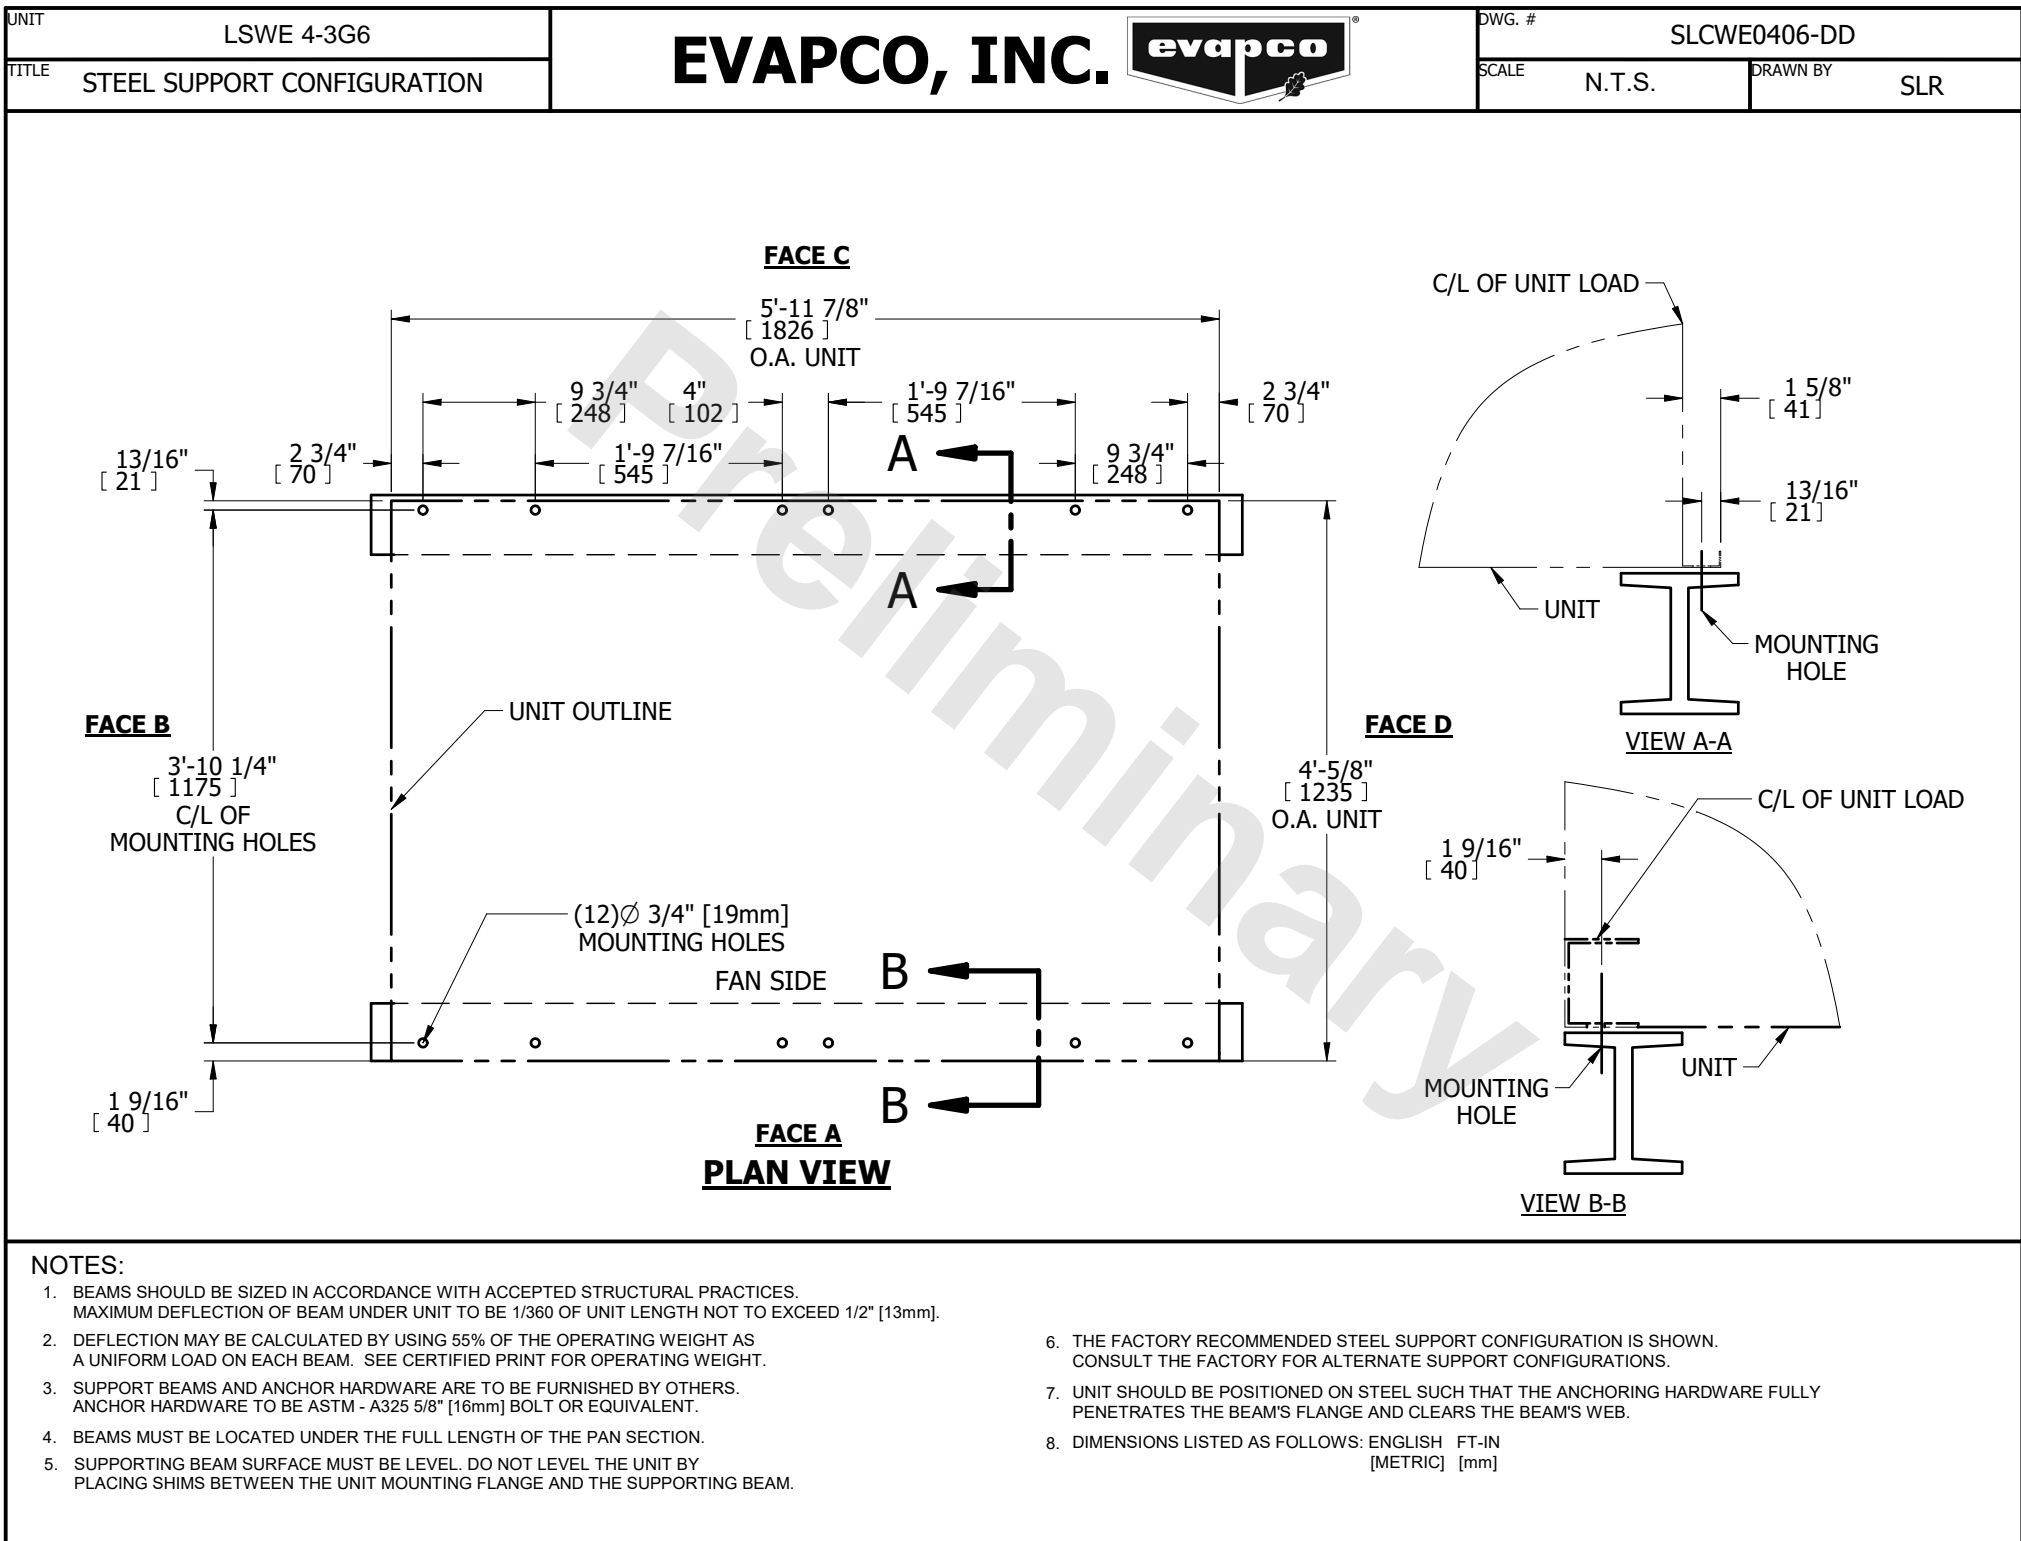 UNIT
LSWE 4-3G6
TITLE
STEEL SUPPORT CONFIGURATION
EVAPCO, INC.
evapco
®
DWG. #
SLCWE0406-DD
SCALE
N.T.S.
DRAWN BY
SLR
FACE C
5'-11 7/8"
[ 1826 ]
O.A. UNIT
9 3/4"
[ 248 ]
4"
[ 102 ]
1'-9 7/16"
[ 545 ]
2 3/4"
[ 70 ]
13/16"
[ 21 ]
2 3/4"
[ 70 ]
1'-9 7/16"
[ 545 ]
A
9 3/4"
[ 248 ]
A
UNIT OUTLINE
FACE B
3'-10 1/4"
[ 1175 ]
C/L OF
MOUNTING HOLES
FACE D
4'-5/8"
[ 1235 ]
O.A. UNIT
(12)Ø 3/4" [19mm]
MOUNTING HOLES
FAN SIDE
B
B
1 9/16"
[ 40 ]
FACE A
PLAN VIEW
C/L OF UNIT LOAD
1 5/8"
[ 41 ]
13/16"
[ 21 ]
UNIT
MOUNTING
HOLE
VIEW A-A
C/L OF UNIT LOAD
1 9/16"
[ 40 ]
UNIT
MOUNTING
HOLE
VIEW B-B
Preliminary
NOTES:
1. BEAMS SHOULD BE SIZED IN ACCORDANCE WITH ACCEPTED STRUCTURAL PRACTICES.
MAXIMUM DEFLECTION OF BEAM UNDER UNIT TO BE 1/360 OF UNIT LENGTH NOT TO EXCEED 1/2" [13mm].
2. DEFLECTION MAY BE CALCULATED BY USING 55% OF THE OPERATING WEIGHT AS
A UNIFORM LOAD ON EACH BEAM. SEE CERTIFIED PRINT FOR OPERATING WEIGHT.
3. SUPPORT BEAMS AND ANCHOR HARDWARE ARE TO BE FURNISHED BY OTHERS.
ANCHOR HARDWARE TO BE ASTM - A325 5/8" [16mm] BOLT OR EQUIVALENT.
4. BEAMS MUST BE LOCATED UNDER THE FULL LENGTH OF THE PAN SECTION.
5. SUPPORTING BEAM SURFACE MUST BE LEVEL. DO NOT LEVEL THE UNIT BY
PLACING SHIMS BETWEEN THE UNIT MOUNTING FLANGE AND THE SUPPORTING BEAM.
6. THE FACTORY RECOMMENDED STEEL SUPPORT CONFIGURATION IS SHOWN.
CONSULT THE FACTORY FOR ALTERNATE SUPPORT CONFIGURATIONS.
7. UNIT SHOULD BE POSITIONED ON STEEL SUCH THAT THE ANCHORING HARDWARE FULLY
PENETRATES THE BEAM'S FLANGE AND CLEARS THE BEAM'S WEB.
8. DIMENSIONS LISTED AS FOLLOWS: ENGLISH FT-IN
[METRIC] [mm]